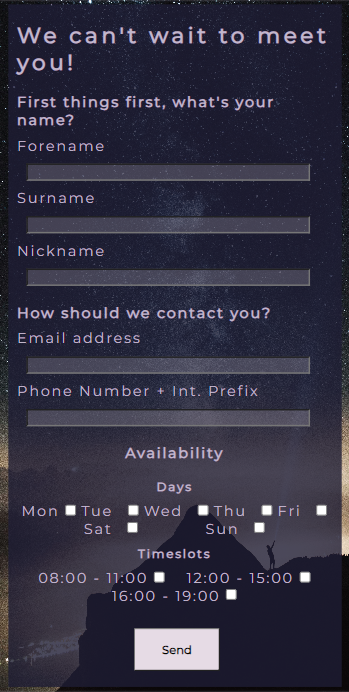 We can't wait to meet
you!
First things first, what's your
name?
Forename
Surname
Nickname
How should we contact you?
Email address
Phone Number + Int. Prefix
Availability
Days
Mon Tue Wed Thu Fri
Sat Sun
Timeslots
08:00 - 11:00 12:00 - 15:00
16:00 - 19:00
Send